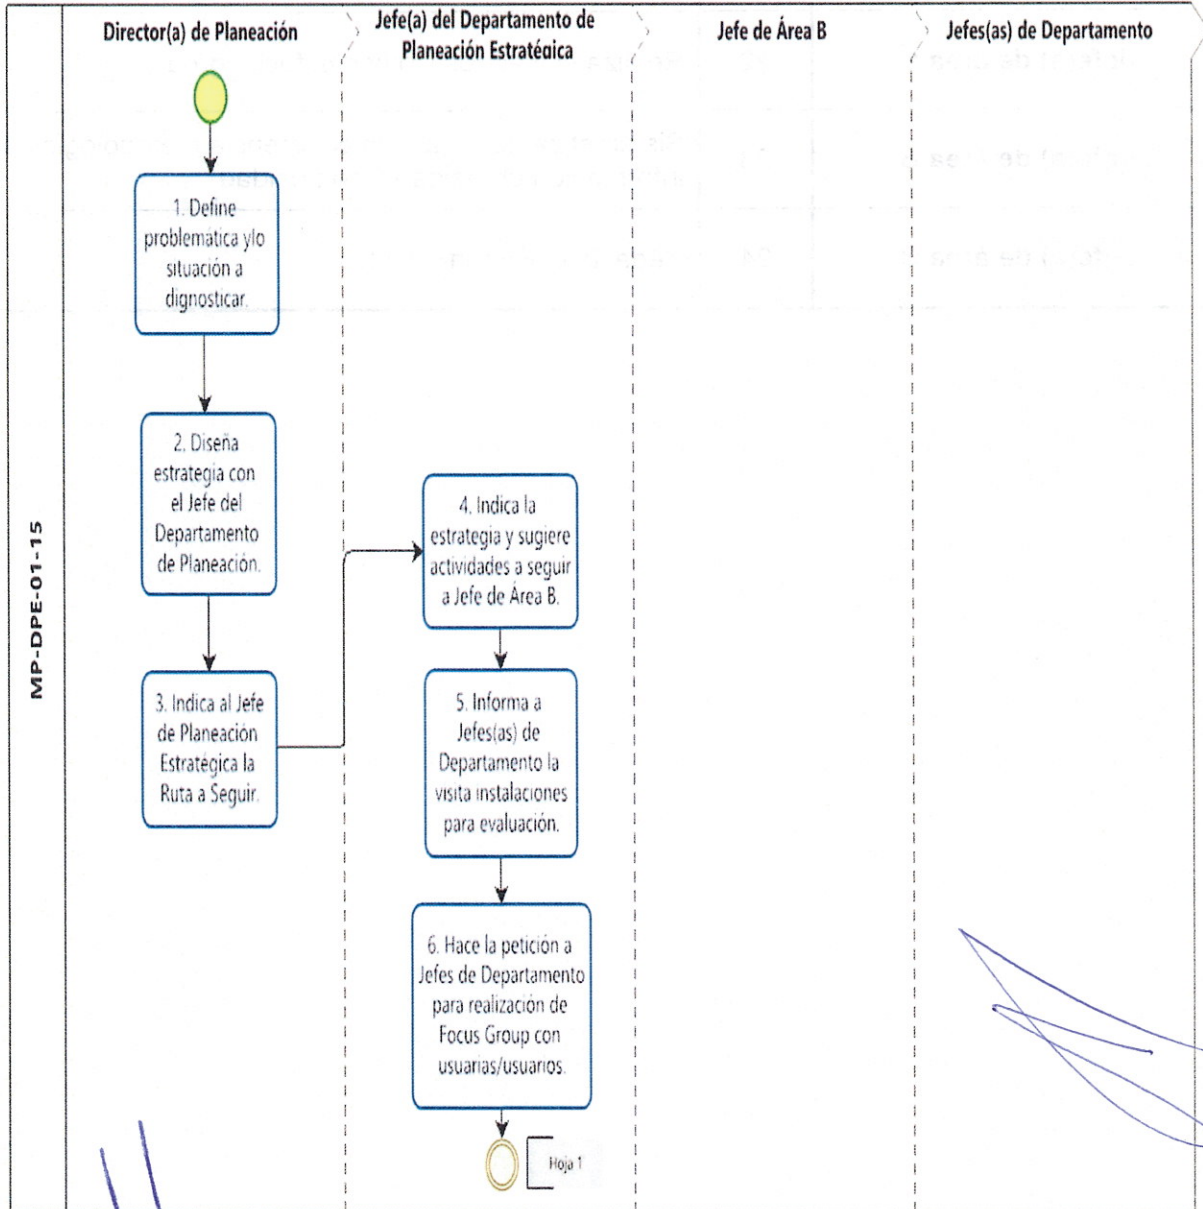 Director(a) de Planeación
Jefe(a) del Departamento de
Planeación Estratégica
Jefe de Área B
Jefes(as) de Departamento
MP-DPE-01-15
1. Define
problemática ylo
situación a
dignosticar.
2. Diseña
estrategia con
el Jefe del
Departamento
de Planeación.
3. Indica al Jefe
de Planeación
Estratégica la
Ruta a Seguir.
4. Indica la
estrategia y sugiere
actividades a seguir
a Jefe de Área B.
5. Informa a
Jefes(as) de
Departamento la
visita instalaciones
para evaluación.
6. Hace la petición a
Jefes de Departamento
para realización de
Focus Group con
usuarias/usuarios.
Hoja 1